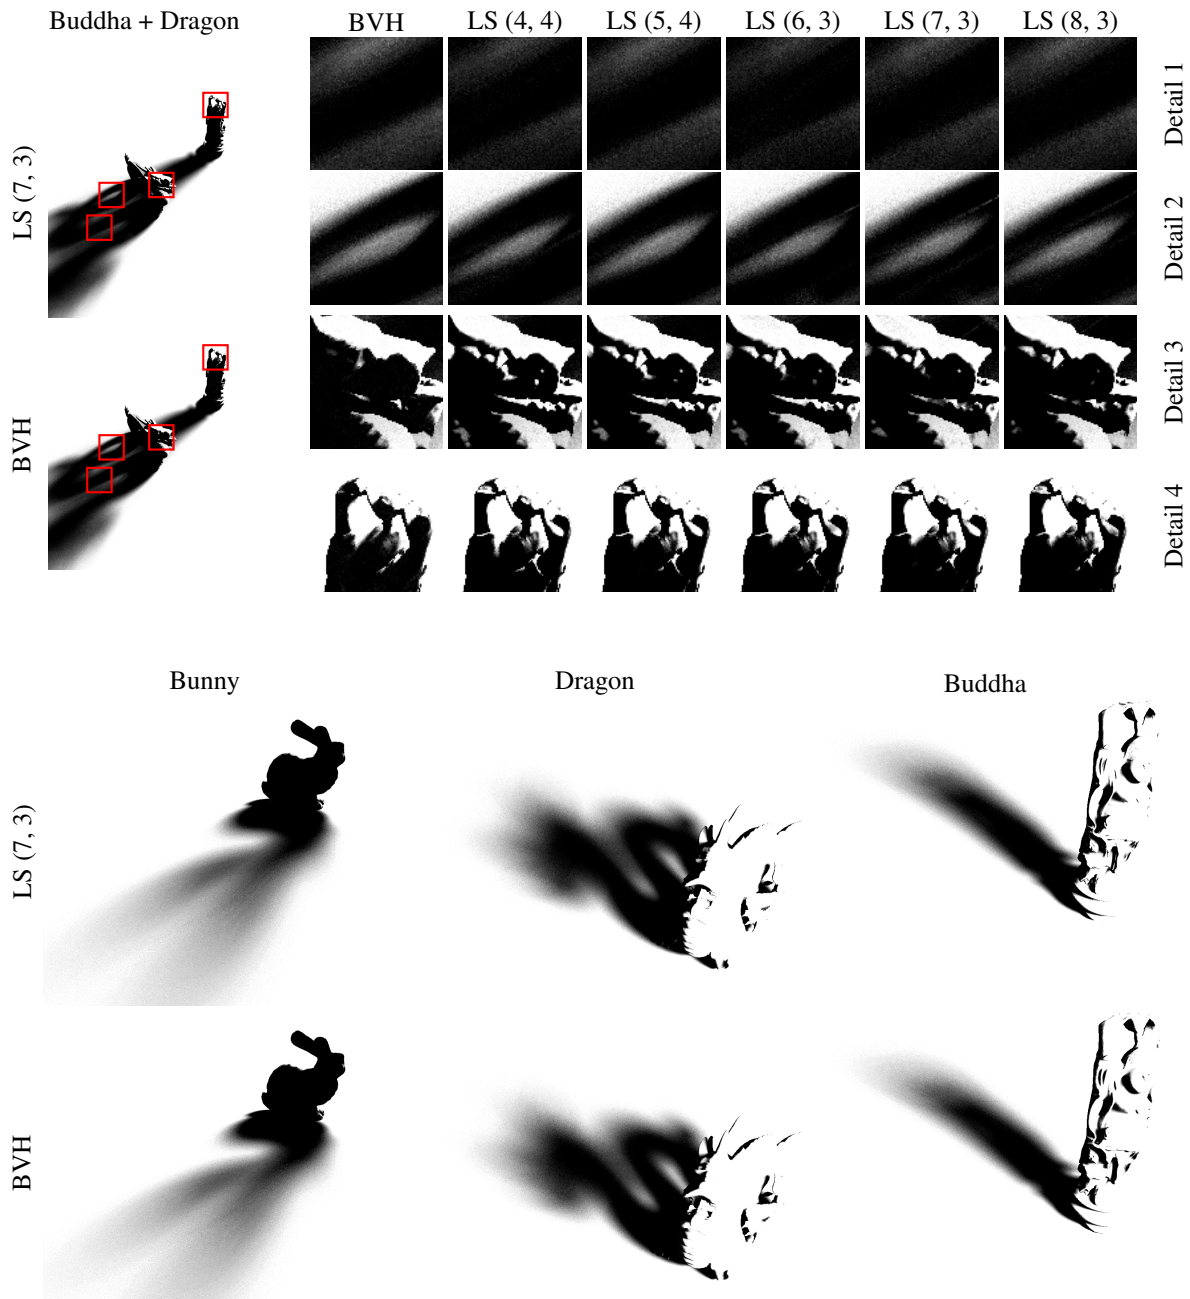 Buddha + Dragon
BVH
LS (4, 4)
LS (5, 4)
LS (6, 3)
LS (7, 3)
LS (8, 3)
LS (7, 3)
BVH
Detail 1
Detail 2
Detail 3
Detail 4
Bunny
Dragon
Buddha
LS (7, 3)
BVH